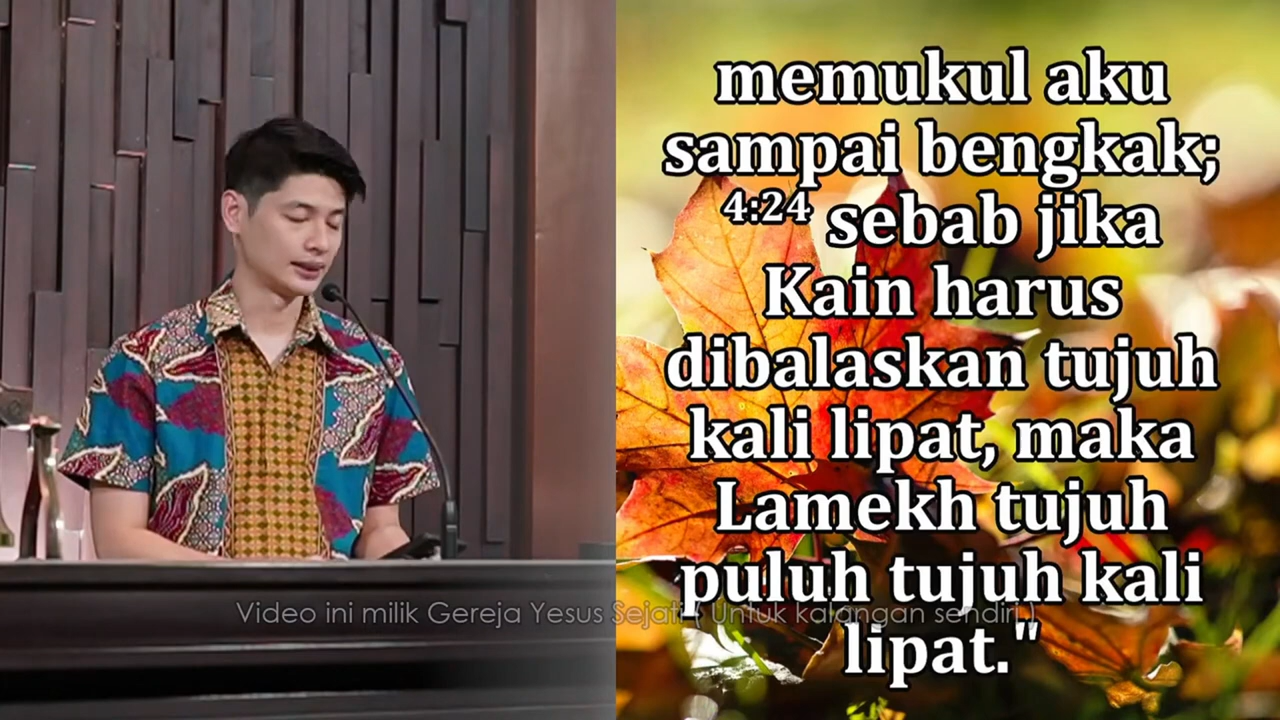 memukul aku
sampai bengkak;
4:24 sebab jika
Kain harus
dibalaskan tujuh
kali lipat, maka
Lamekh tujuh
puluh tujuh kali
lipat."
Video ini milik Gereja Yesus Sejati ( Untuk kalangan sendiri )